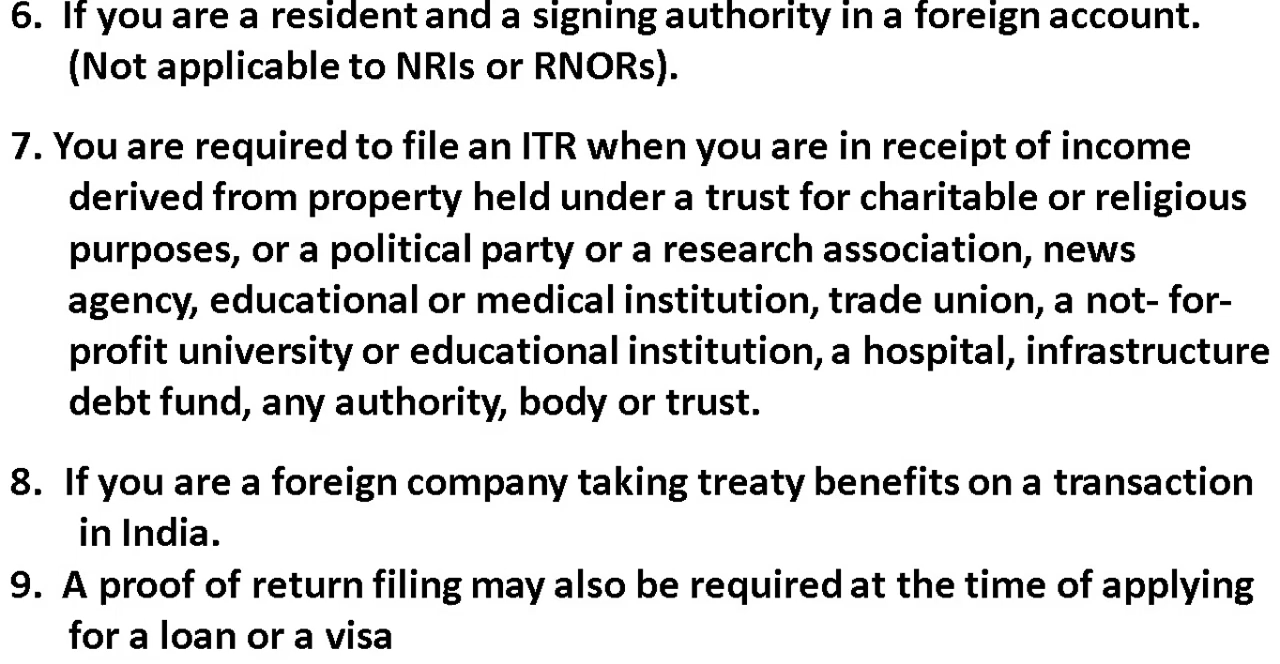 6. If you are a resident and a signing authority in a foreign account.
(Not applicable to NRIs or RNORs).
7. You are required to file an ITR when you are in receipt of income
derived from property held under a trust for charitable or religious
purposes, or a political party or a research association, news
agency, educational or medical institution, trade union, a not- for-
profit university or educational institution, a hospital, infrastructure
debt fund, any authority, body or trust.
8. If you are a foreign company taking treaty benefits on a transaction
in India.
9. A proof of return filing may also be required at the time of applying
for a loan or a visa